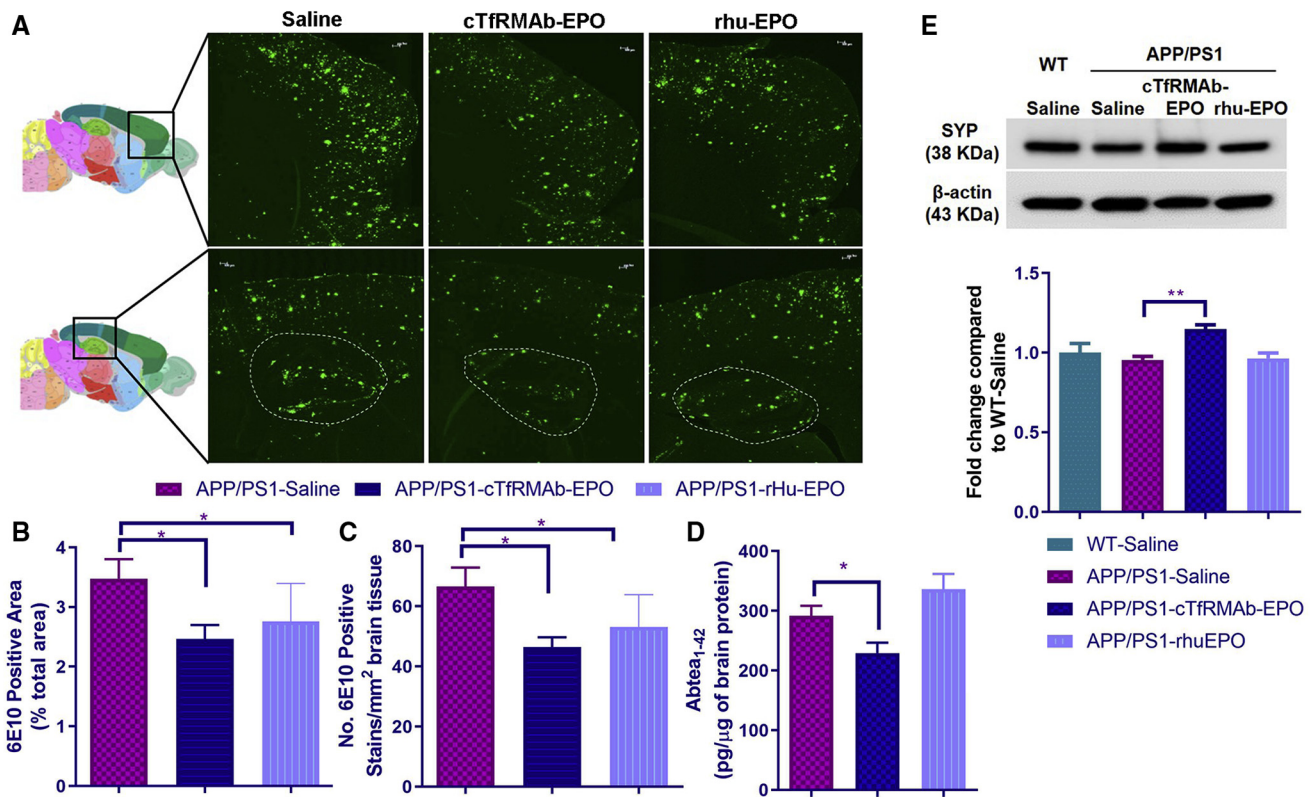 A
Saline
cTfRMAb-EPO
rhu-EPO
APP/PS1-Saline
APP/PS1-cTfRMAb-EPO
APP/PS1-rHu-EPO
B
6E10 Positive Area
(% total area)
4
3
2
1
0
*
*
C
No. 6E10 Positive
Stains/mm² brain tissue
80
60
40
20
0
*
*
D
Abtea1-42
(pg/μg of brain protein)
400
300
200
100
0
*
E
WT
APP/PS1
cTfRMAb-
Saline
Saline
EPO
rhu-EPO
SYP
(38 KDa)
β-actin
(43 KDa)
Fold change compared
to WT-Saline
1.5
1.0
0.5
0.0
**
WT-Saline
APP/PS1-Saline
APP/PS1-cTfRMAb-EPO
APP/PS1-rhuEPO